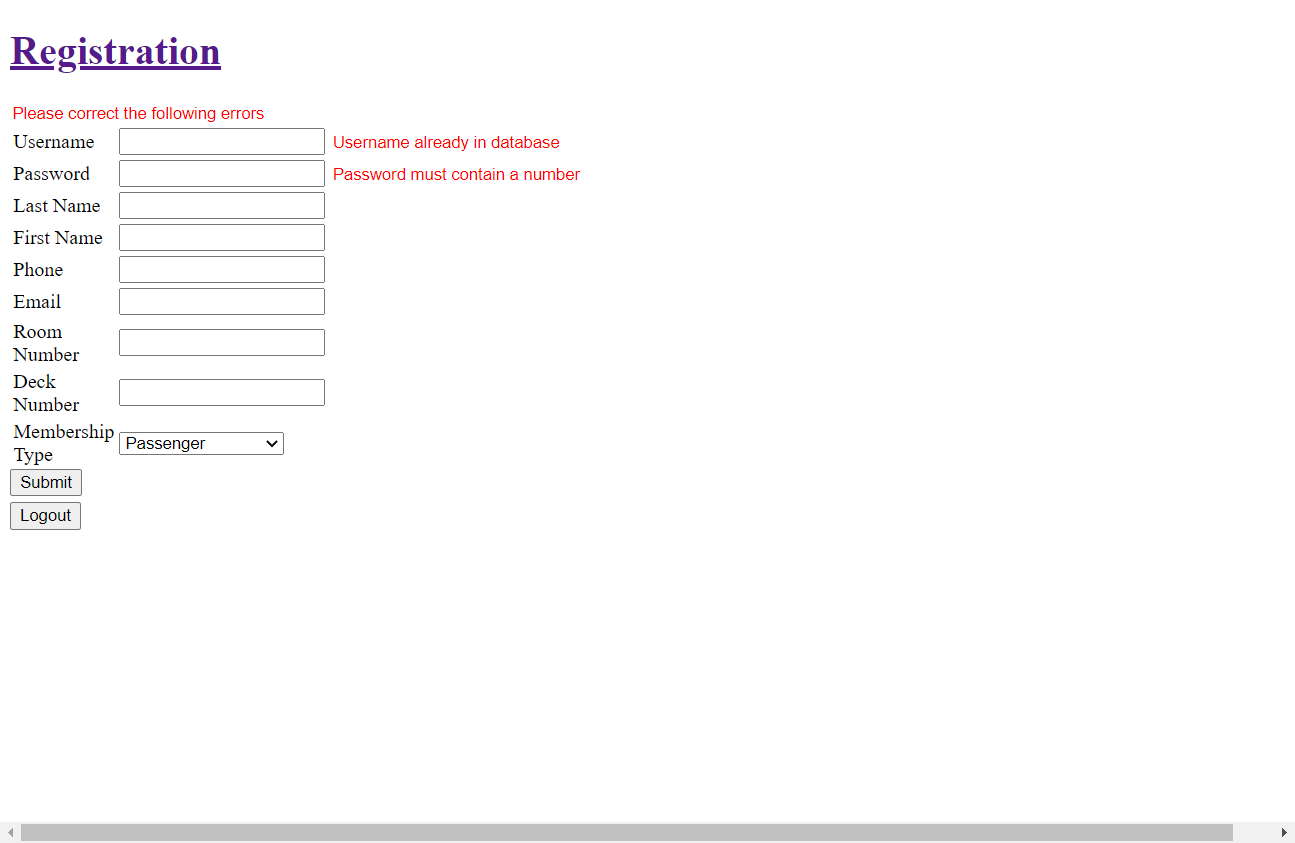 Registration
Please correct the following errors
Username Username already in database
Password Password must contain a number
Last Name
First Name
Phone
Email
Room
Number
Deck
Number
Membership
Type Passenger
Submit
Logout